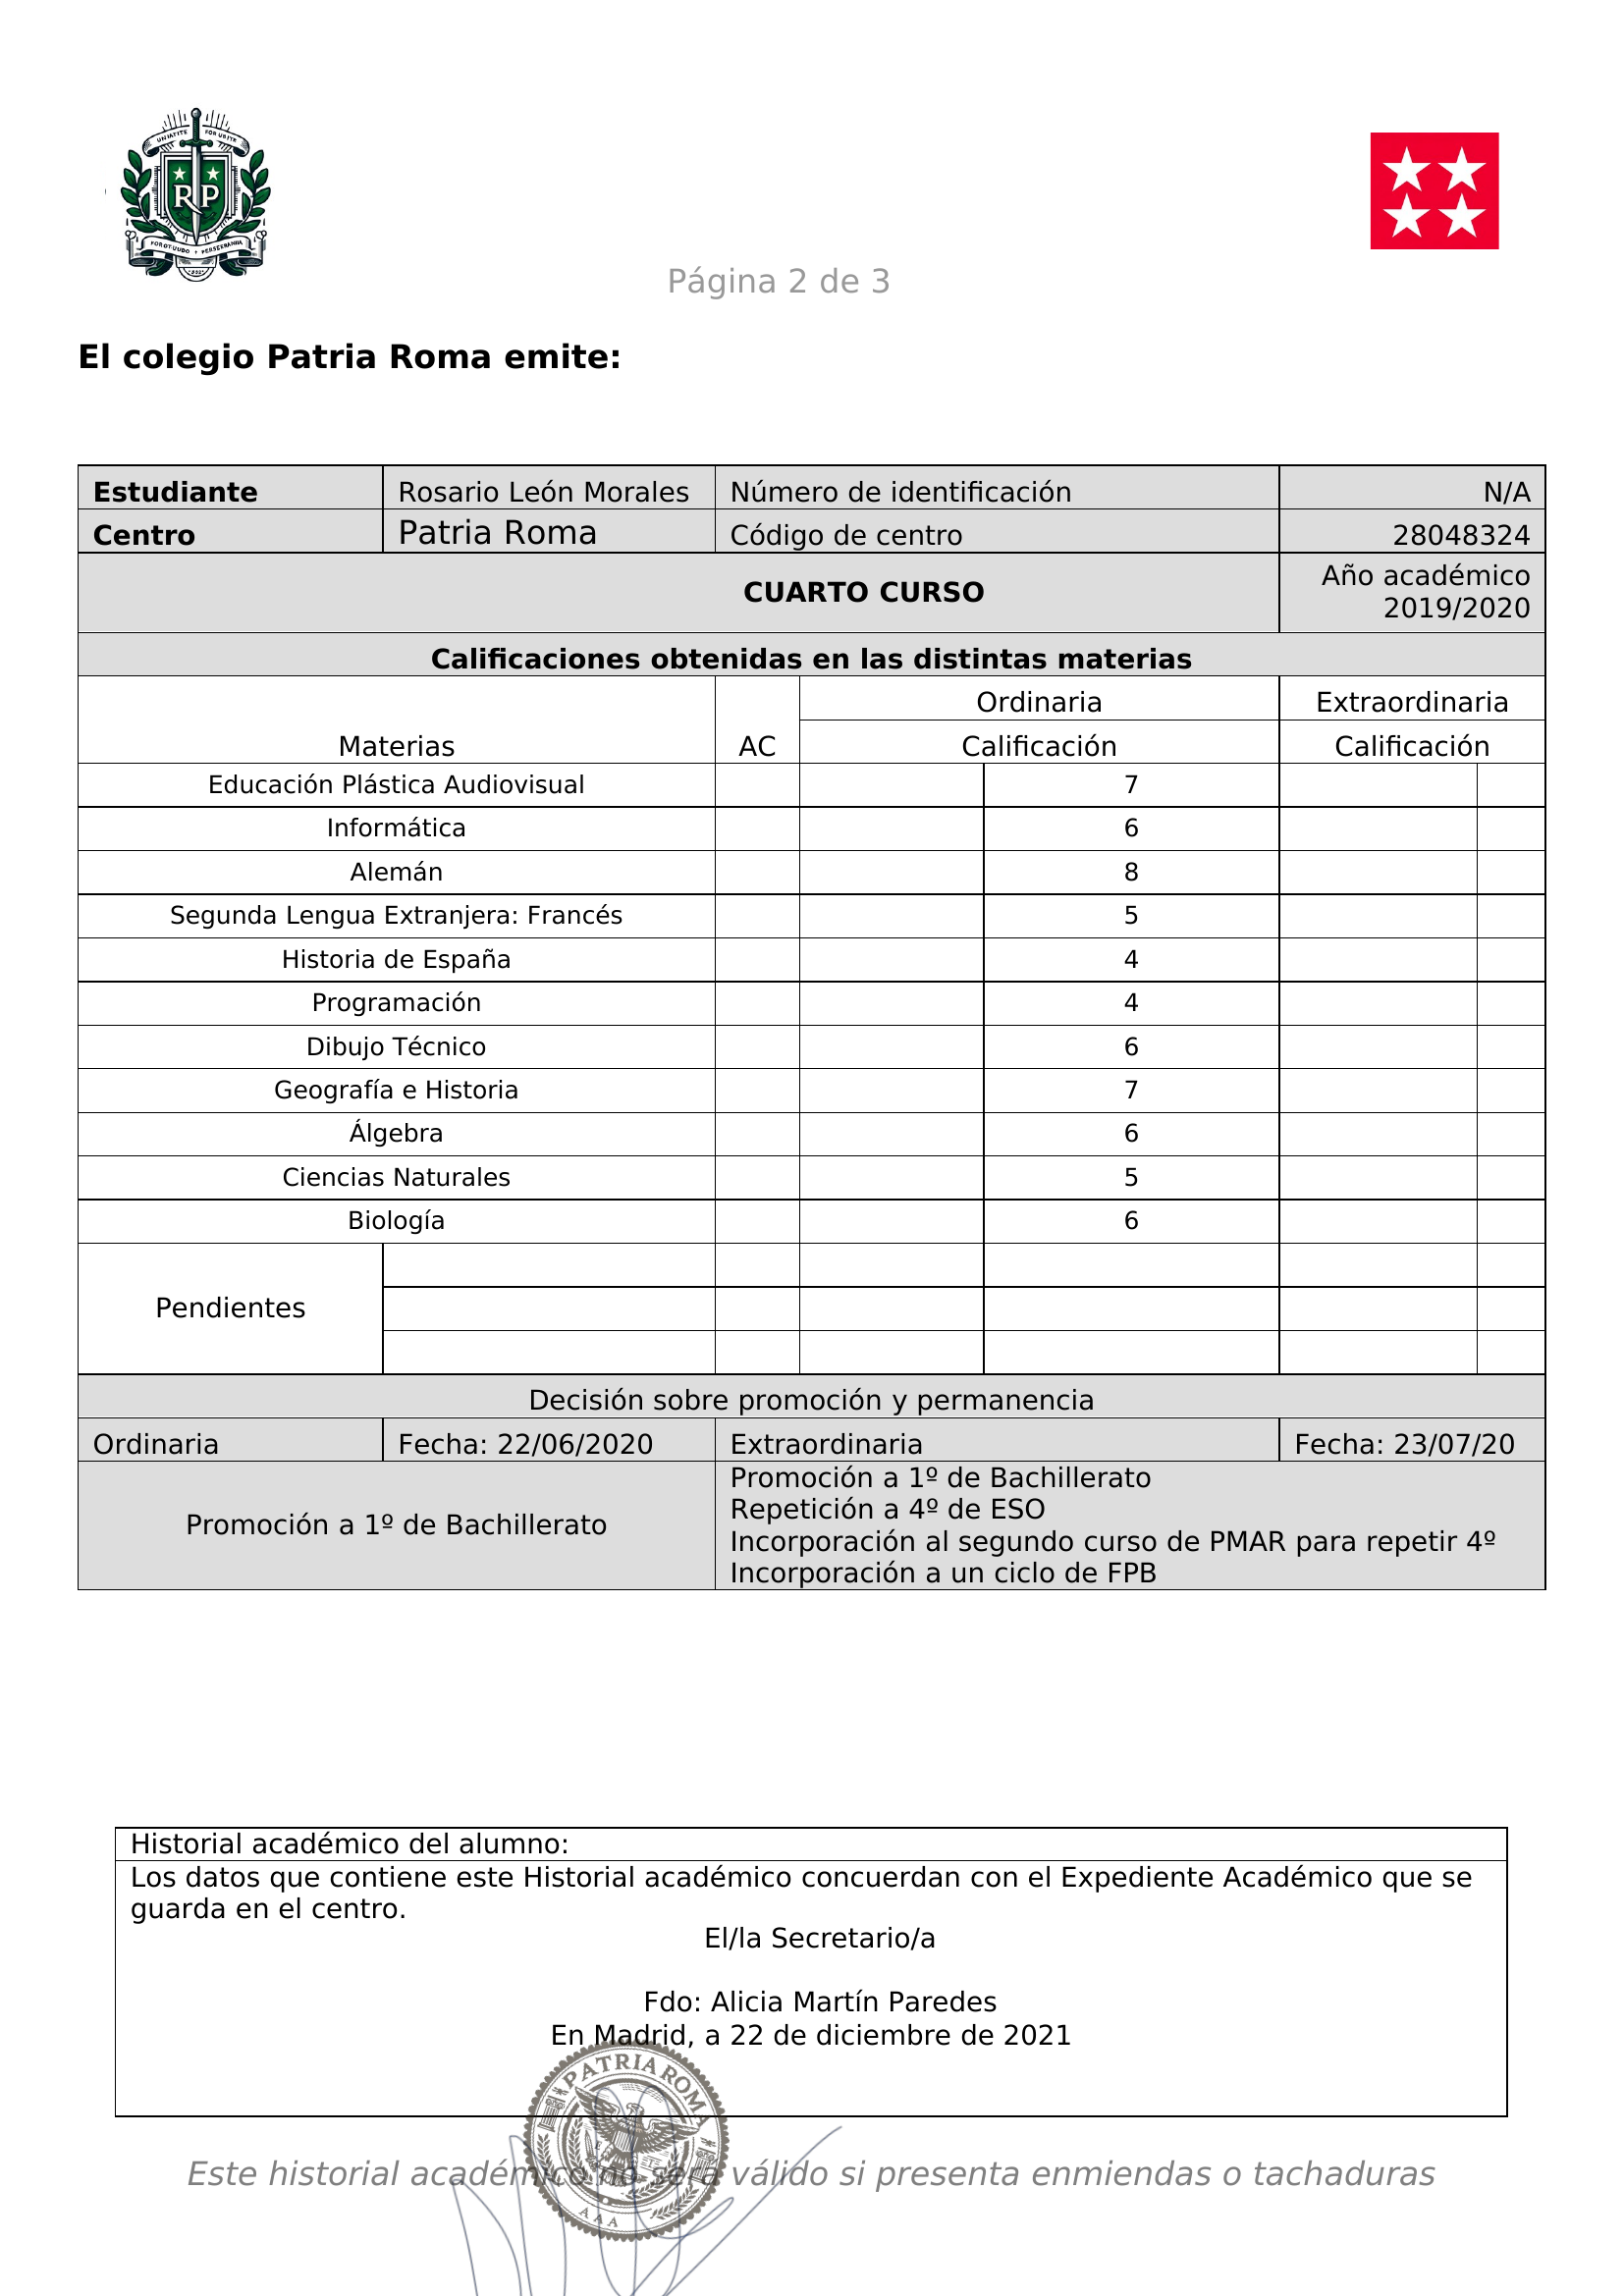 Página 2 de 3
El colegio Patria Roma emite:
Estudiante Rosario León Morales Número de identificación N/A
Centro Patria Roma Código de centro 28048324
CUARTO CURSO Año académico
2019/2020
Calificaciones obtenidas en las distintas materias
Ordinaria Extraordinaria
Materias AC Calificación Calificación
Educación Plástica Audiovisual 7
Informática 6
Alemán 8
Segunda Lengua Extranjera: Francés 5
Historia de España 4
Programación 4
Dibujo Técnico 6
Geografía e Historia 7
Álgebra 6
Ciencias Naturales 5
Biología 6
Pendientes
Decisión sobre promoción y permanencia
Ordinaria Fecha: 22/06/2020 Extraordinaria Fecha: 23/07/20
Promoción a 1º de Bachillerato
Promoción a 1º de Bachillerato
Repetición a 4º de ESO
Incorporación al segundo curso de PMAR para repetir 4º
Incorporación a un ciclo de FPB
Historial académico del alumno:
Los datos que contiene este Historial académico concuerdan con el Expediente Académico que se
guarda en el centro.
El/la Secretario/a
Fdo: Alicia Martín Paredes
En Madrid, a 22 de diciembre de 2021
PATRIA ROMA
AAA
Este historial académico no será válido si presenta enmiendas o tachaduras